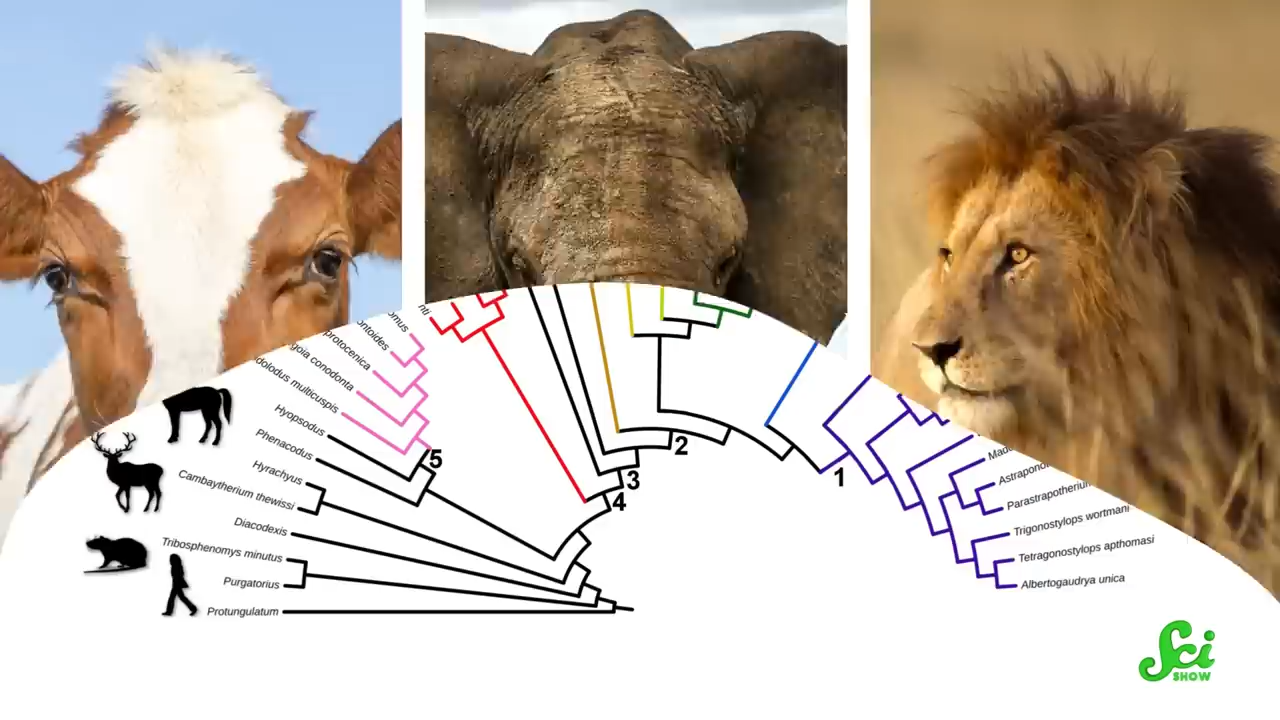 Hyopsodus
Phenacodus
Hyrachyus
Cambaytherium thewissi
Diacodexis
Tribosphenomys minutus
Purgatorius
Protungulatum
5
4
3
2
1
Parastrapotherium
Trigonostylops wortmani
Tetragonostylops apthomasi
Albertogaudrya unica
protocenica
conodonta
multicuspis
Sci
SHOW